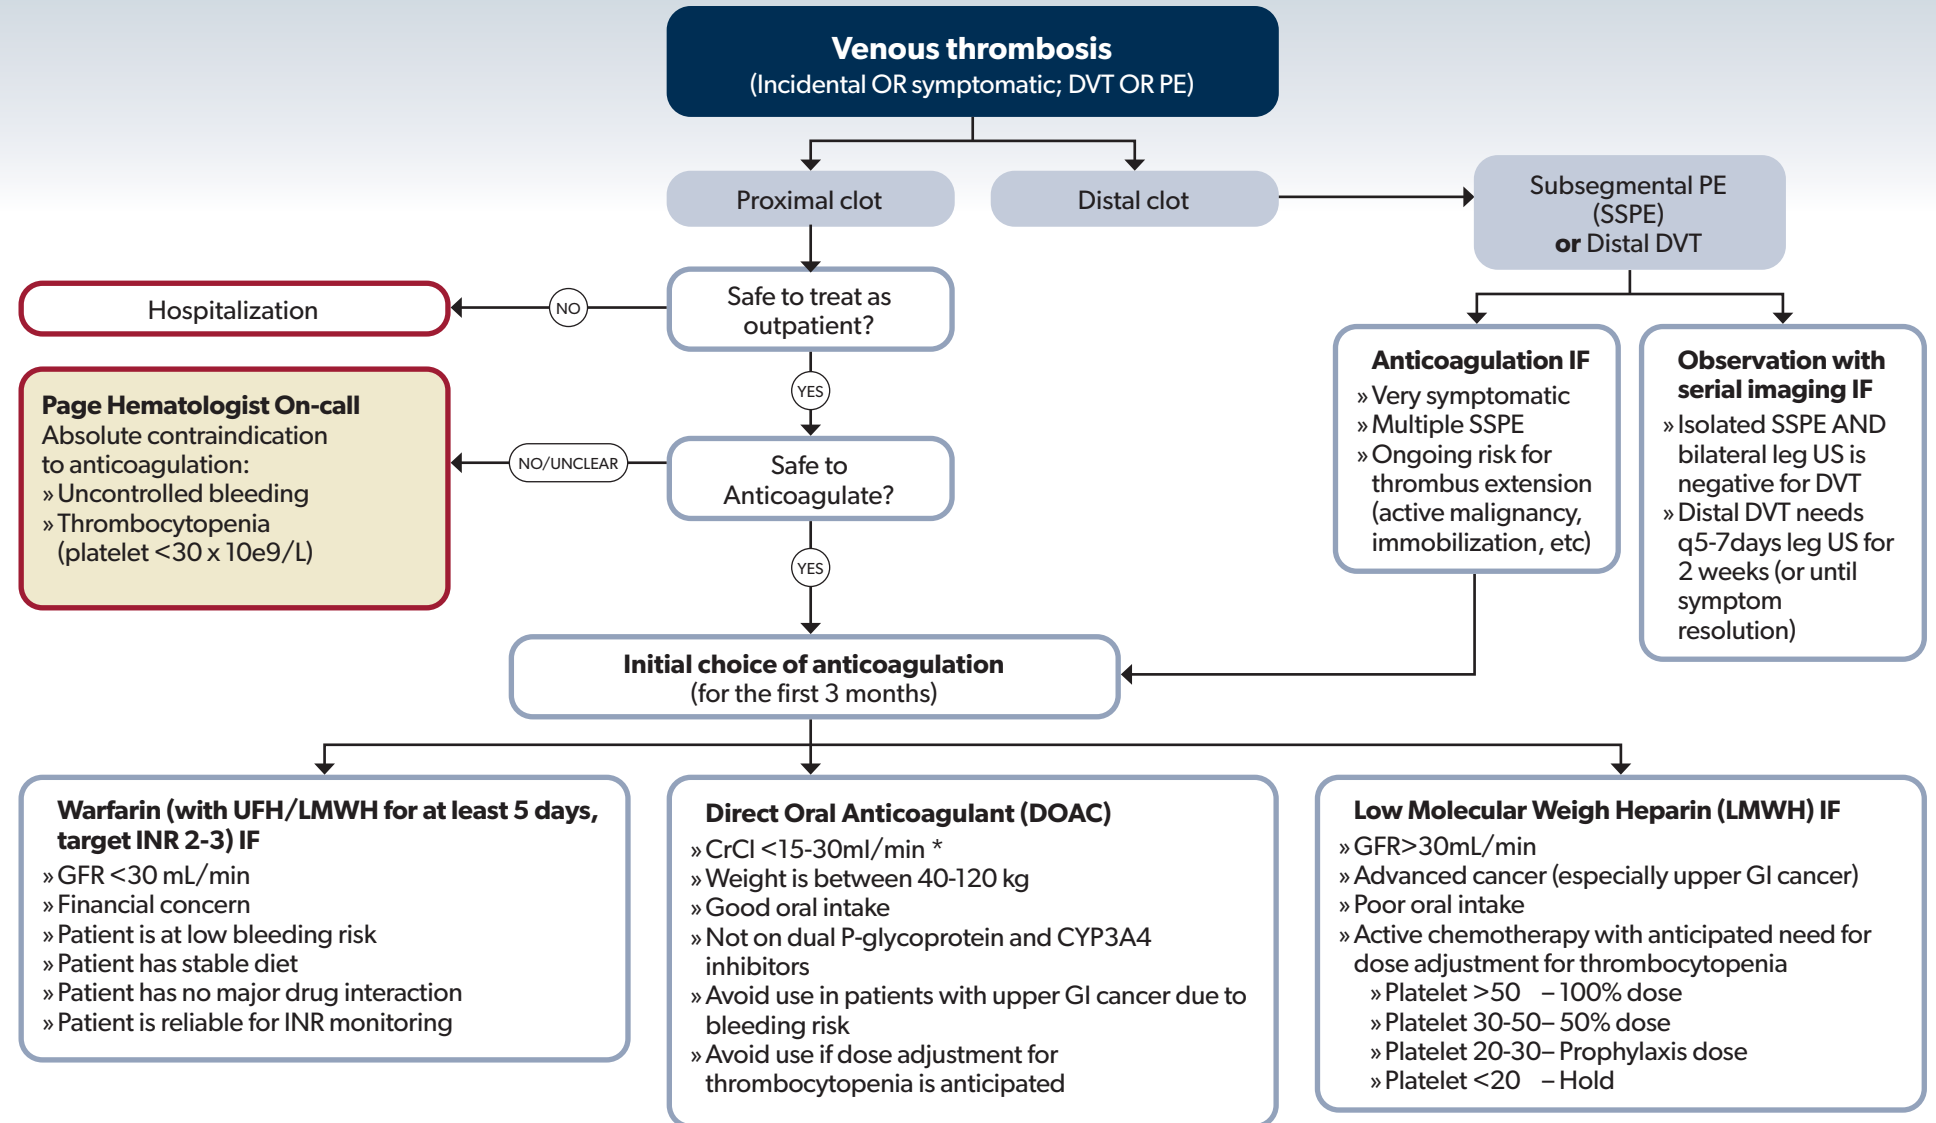 Venous thrombosis
(Incidental OR symptomatic; DVT OR PE)
Proximal clot
Distal clot
Subsegmental PE
(SSPE)
or Distal DVT
Hospitalization
NO
Safe to treat as
outpatient?
YES
Page Hematologist On-call
Absolute contraindication
to anticoagulation:
» Uncontrolled bleeding
» Thrombocytopenia
(platelet <30 x 10e9/L)
NO/UNCLEAR
Safe to
Anticoagulate?
YES
Anticoagulation IF
» Very symptomatic
» Multiple SSPE
» Ongoing risk for
thrombus extension
(active malignancy,
immobilization, etc)
Observation with
serial imaging IF
» Isolated SSPE AND
bilateral leg US is
negative for DVT
» Distal DVT needs
q5-7days leg US for
2 weeks (or until
symptom
resolution)
Initial choice of anticoagulation
(for the first 3 months)
Warfarin (with UFH/LMWH for at least 5 days,
target INR 2-3) IF
» GFR <30 mL/min
» Financial concern
» Patient is at low bleeding risk
» Patient has stable diet
» Patient has no major drug interaction
» Patient is reliable for INR monitoring
Direct Oral Anticoagulant (DOAC)
» CrCl <15-30ml/min *
» Weight is between 40-120 kg
» Good oral intake
» Not on dual P-glycoprotein and CYP3A4
inhibitors
» Avoid use in patients with upper GI cancer due to
bleeding risk
» Avoid use if dose adjustment for
thrombocytopenia is anticipated
Low Molecular Weigh Heparin (LMWH) IF
» GFR>30mL/min
» Advanced cancer (especially upper GI cancer)
» Poor oral intake
» Active chemotherapy with anticipated need for
dose adjustment for thrombocytopenia
» Platelet >50 – 100% dose
» Platelet 30-50 – 50% dose
» Platelet 20-30 – Prophylaxis dose
» Platelet <20 – Hold